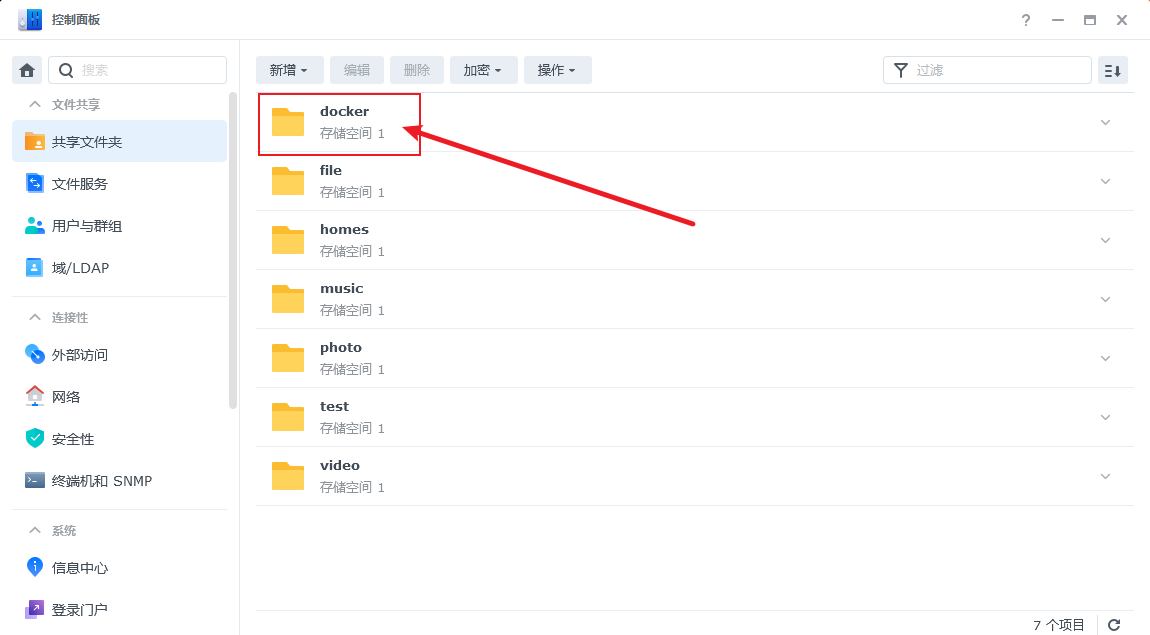 控制面板
搜索
文件共享
共享文件夹
文件服务
用户与群组
域/LDAP
连接性
外部访问
网络
安全性
终端机和 SNMP
系统
信息中心
登录门户
新增 编辑 删除 加密 操作 过滤
docker
存储空间 1
file
存储空间 1
homes
存储空间 1
music
存储空间 1
photo
存储空间 1
test
存储空间 1
video
存储空间 1
7 个项目